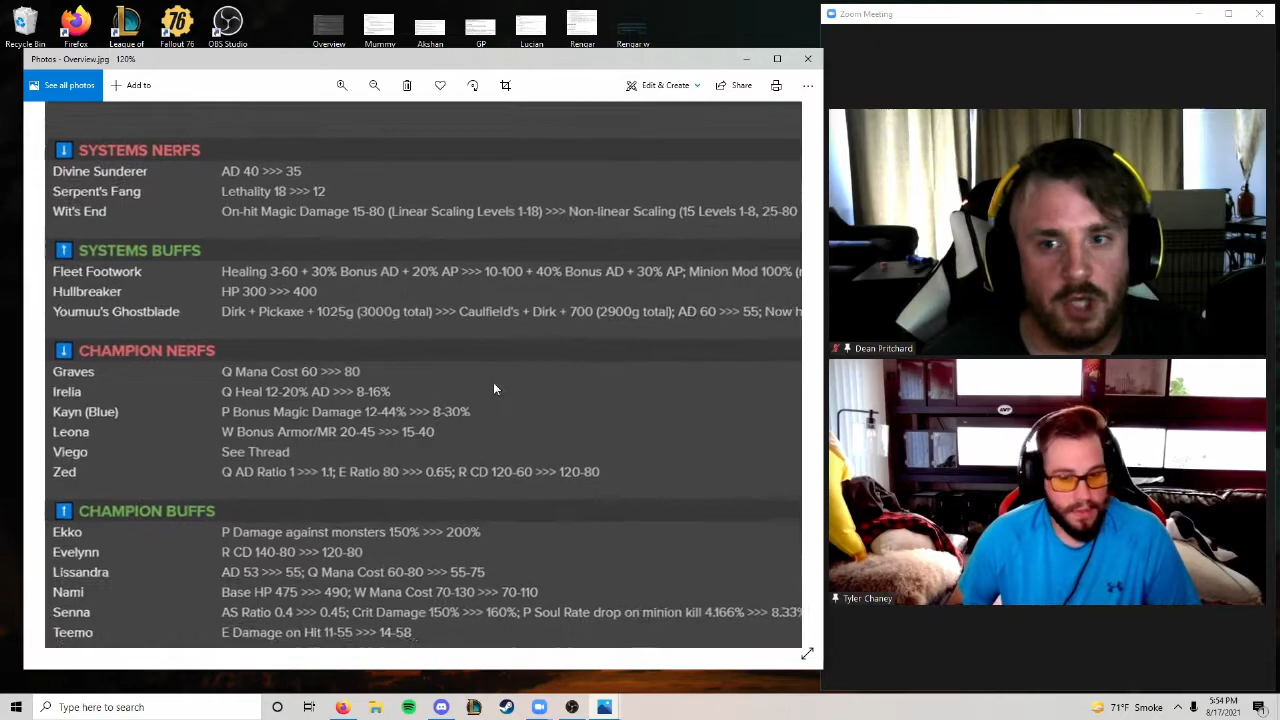 Zoom Meeting
Recycle Bin
Firefox
League of
Fallout 76
OBS Studio
Overview
Mummy
Akshan
GP
Lucian
Rengar
Rengar w
Photos - Overview.jpg 120%
See all photos
Add to
Edit & Create
Share
SYSTEMS NERFS
Divine Sunderer AD 40 >>> 35
Serpent's Fang Lethality 18 >>> 12
Wit's End On-hit Magic Damage 15-80 (Linear Scaling Levels 1-18) >>> Non-linear Scaling (15 Levels 1-8, 25-80
SYSTEMS BUFFS
Fleet Footwork Healing 3-60 + 30% Bonus AD + 20% AP >>> 10-100 + 40% Bonus AD + 30% AP; Minion Mod 100% (
Hullbreaker HP 300 >>> 400
Youmuu's Ghostblade Dirk + Pickaxe + 1025g (3000g total) >>> Caulfield's + Dirk + 700 (2900g total); AD 60 >>> 55; Now h
CHAMPION NERFS
Graves Q Mana Cost 60 >>> 80
Irelia Q Heal 12-20% AD >>> 8-16%
Kayn (Blue) P Bonus Magic Damage 12-44% >>> 8-30%
Leona W Bonus Armor/MR 20-45 >>> 15-40
Viego See Thread
Zed Q AD Ratio 1 >>> 1.1; E Ratio 80 >>> 0.65; R CD 120-60 >>> 120-80
CHAMPION BUFFS
Ekko P Damage against monsters 150% >>> 200%
Evelynn R CD 140-80 >>> 120-80
Lissandra AD 53 >>> 55; Q Mana Cost 60-80 >>> 55-75
Nami Base HP 475 >>> 490; W Mana Cost 70-130 >>> 70-110
Senna AS Ratio 0.4 >>> 0.45; Crit Damage 150% >>> 160%; P Soul Rate drop on minion kill 4.166% >>> 8.33%
Teemo E Damage on Hit 11-55 >>> 14-58
Dean Pritchard
Tyler Chaney
Type here to search
71°F Smoke
5:54 PM
8/17/2021